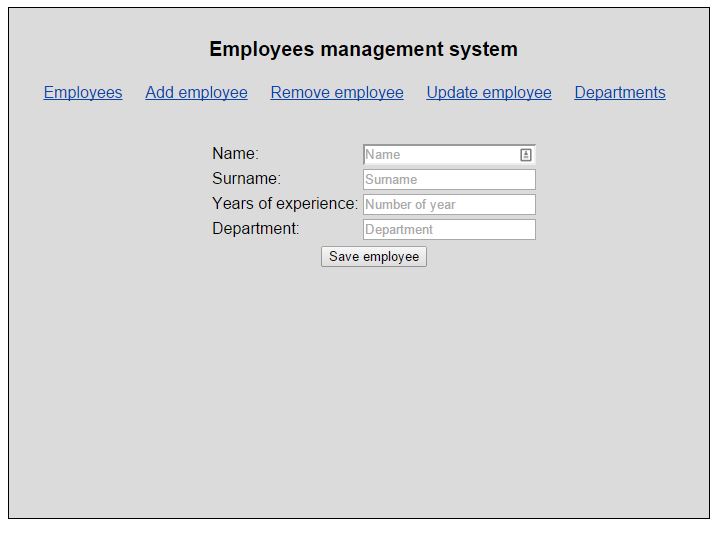 Employees management system
Employees Add employee Remove employee Update employee Departments
Name: Name
Surname: Surname
Years of experience: Number of year
Department: Department
Save employee